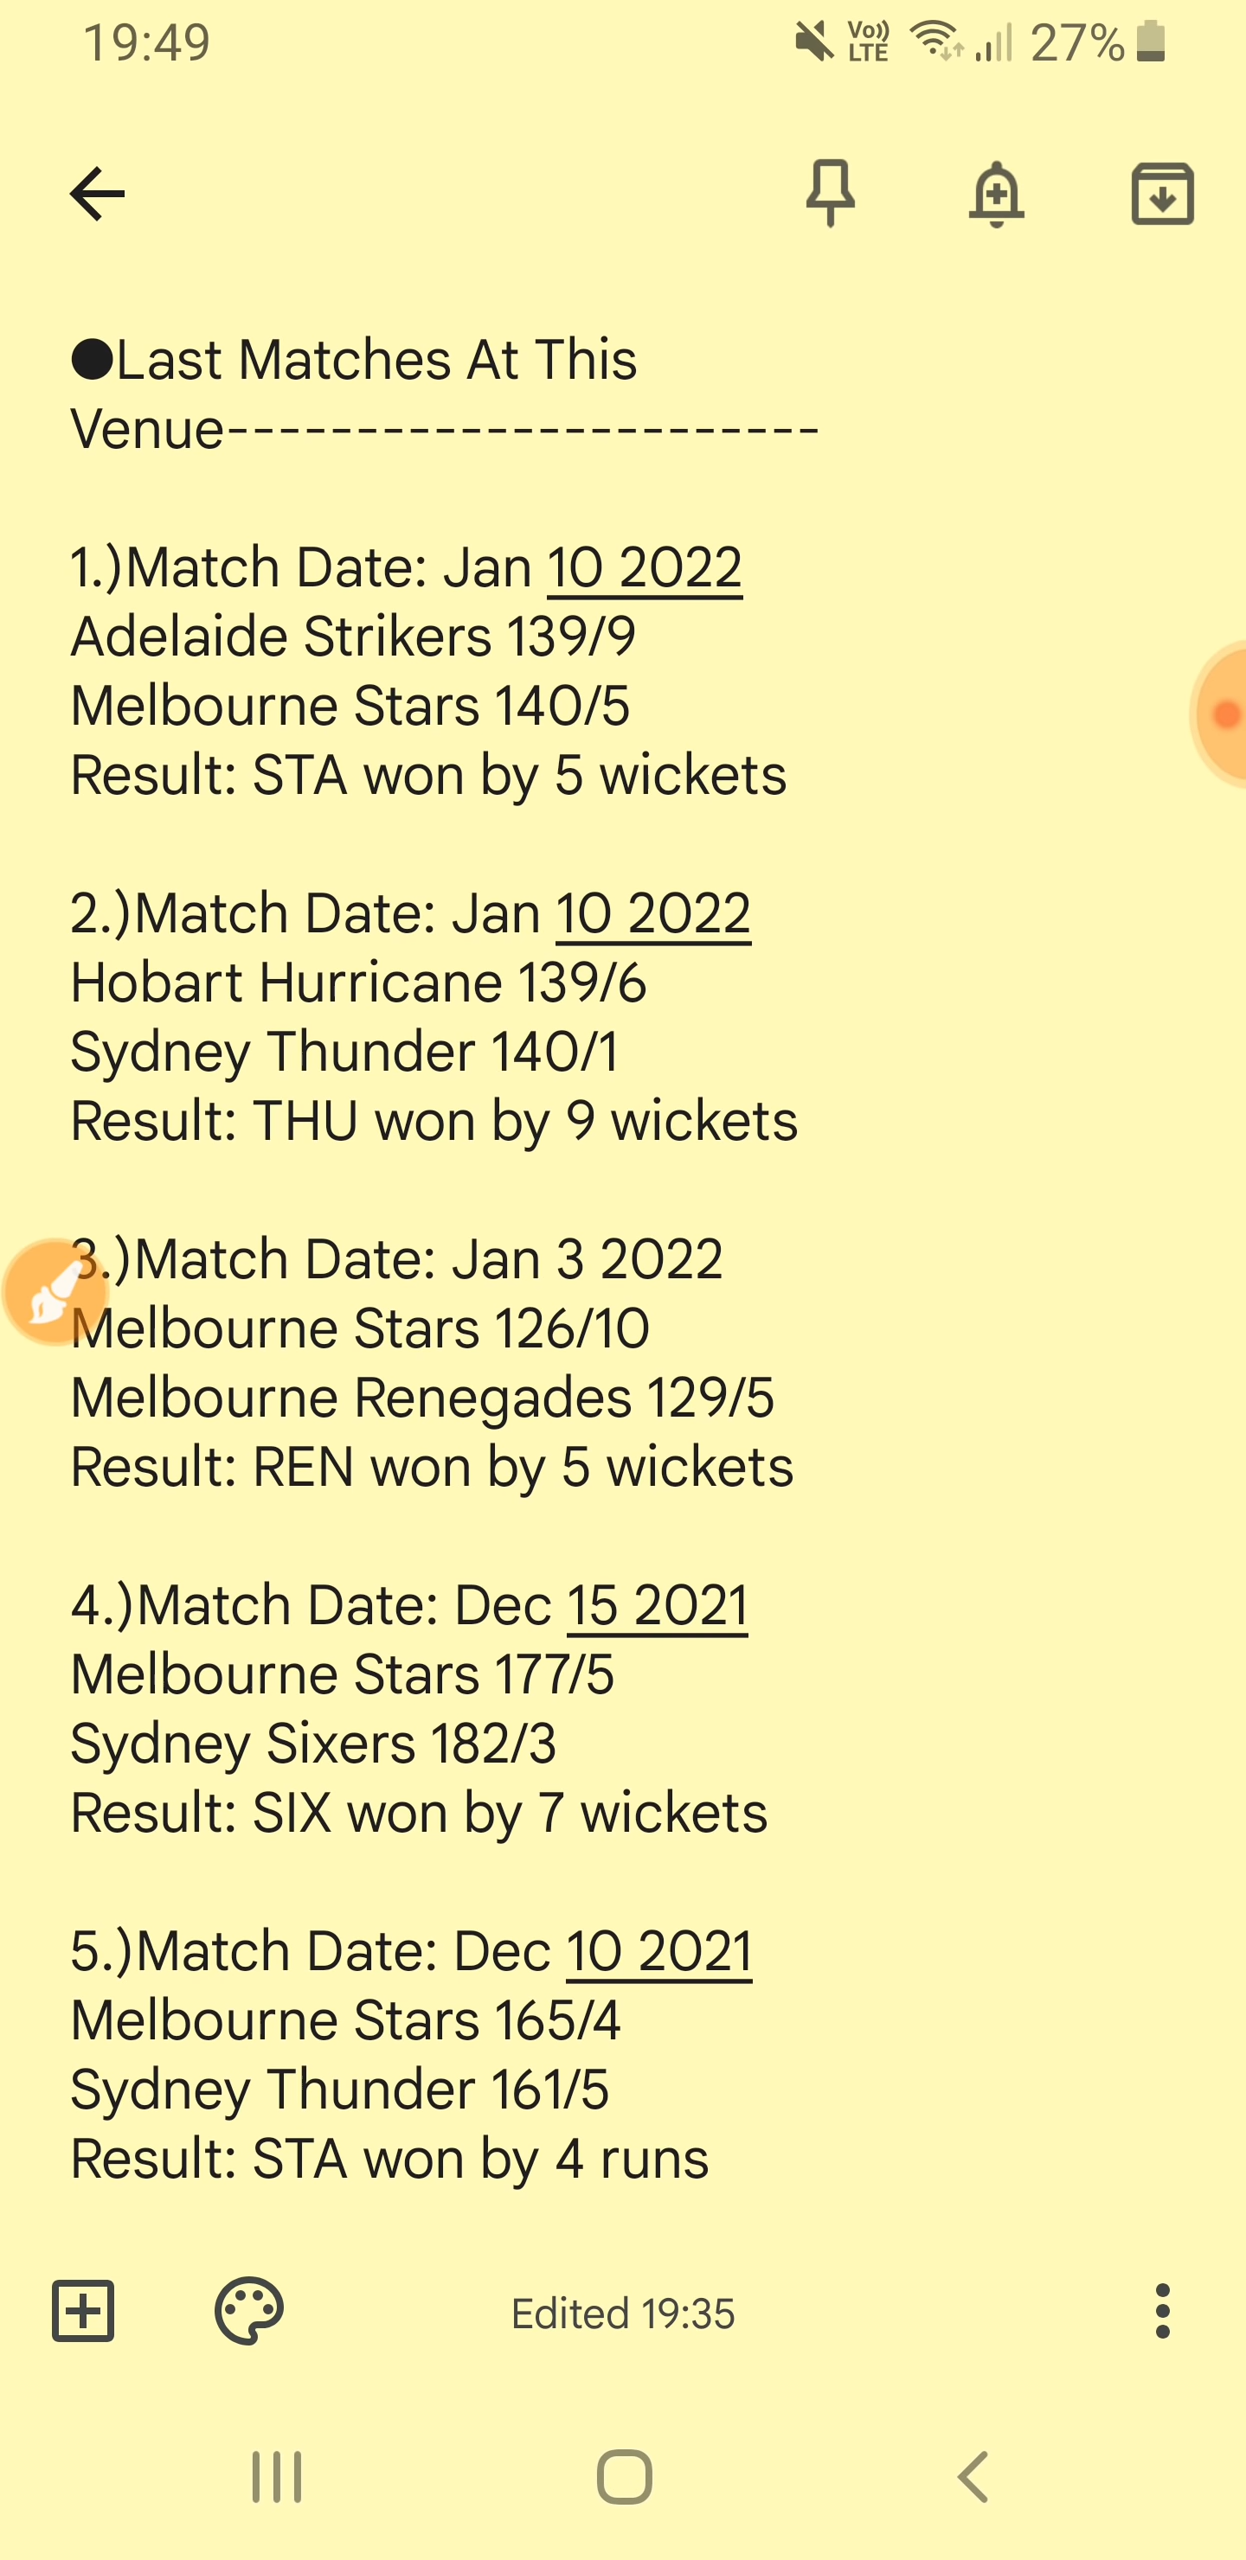 19:49
Vo)) LTE
27%
●Last Matches At This
Venue-----------------------
1.)Match Date: Jan 10 2022
Adelaide Strikers 139/9
Melbourne Stars 140/5
Result: STA won by 5 wickets
2.)Match Date: Jan 10 2022
Hobart Hurricane 139/6
Sydney Thunder 140/1
Result: THU won by 9 wickets
3.)Match Date: Jan 3 2022
Melbourne Stars 126/10
Melbourne Renegades 129/5
Result: REN won by 5 wickets
4.)Match Date: Dec 15 2021
Melbourne Stars 177/5
Sydney Sixers 182/3
Result: SIX won by 7 wickets
5.)Match Date: Dec 10 2021
Melbourne Stars 165/4
Sydney Thunder 161/5
Result: STA won by 4 runs
Edited 19:35